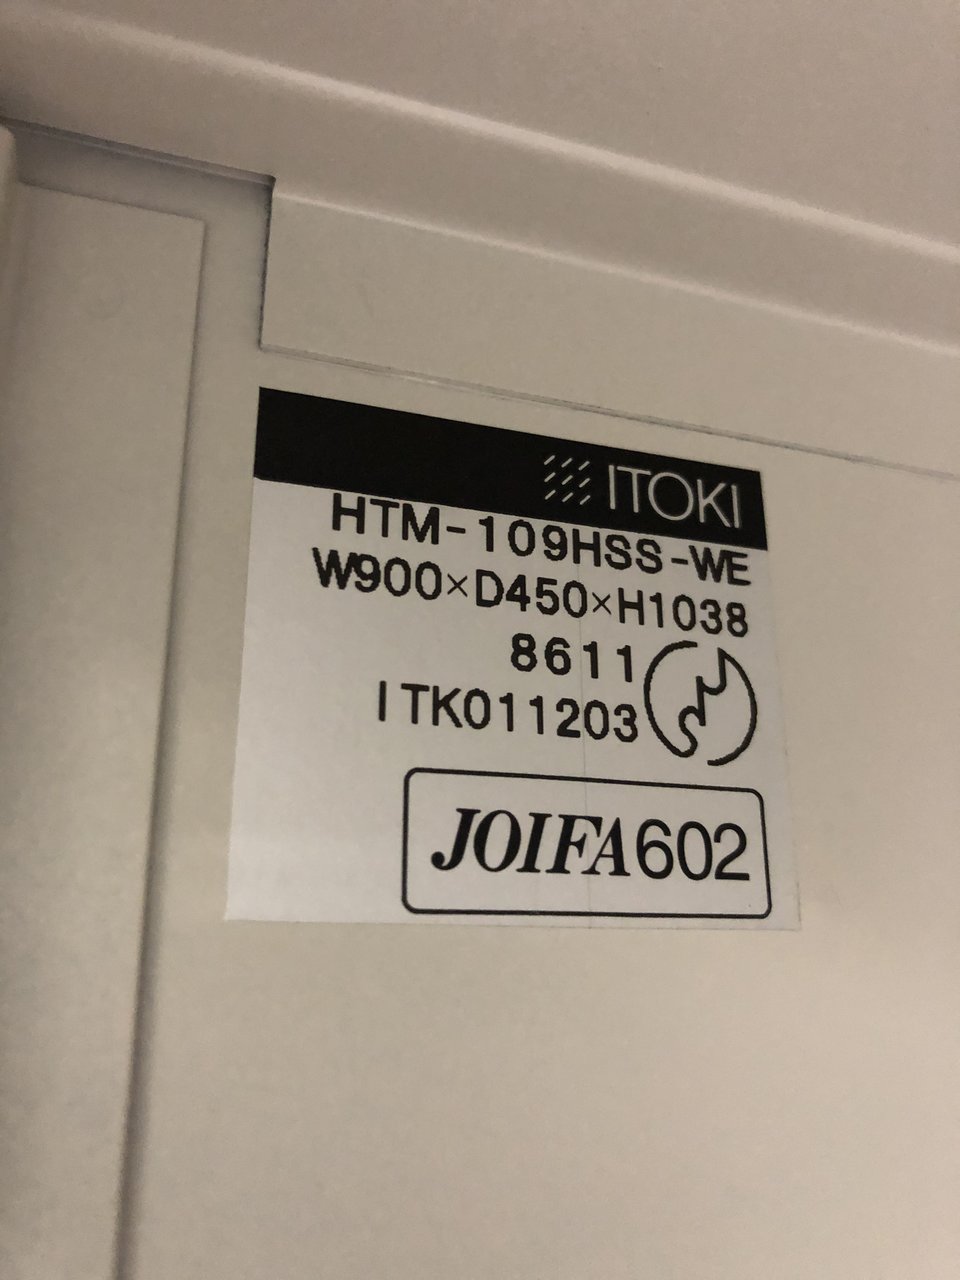 ITOKI
HTM-109HSS-WE
W900×D450×H1038
8611
ITK011203
JOIFA602